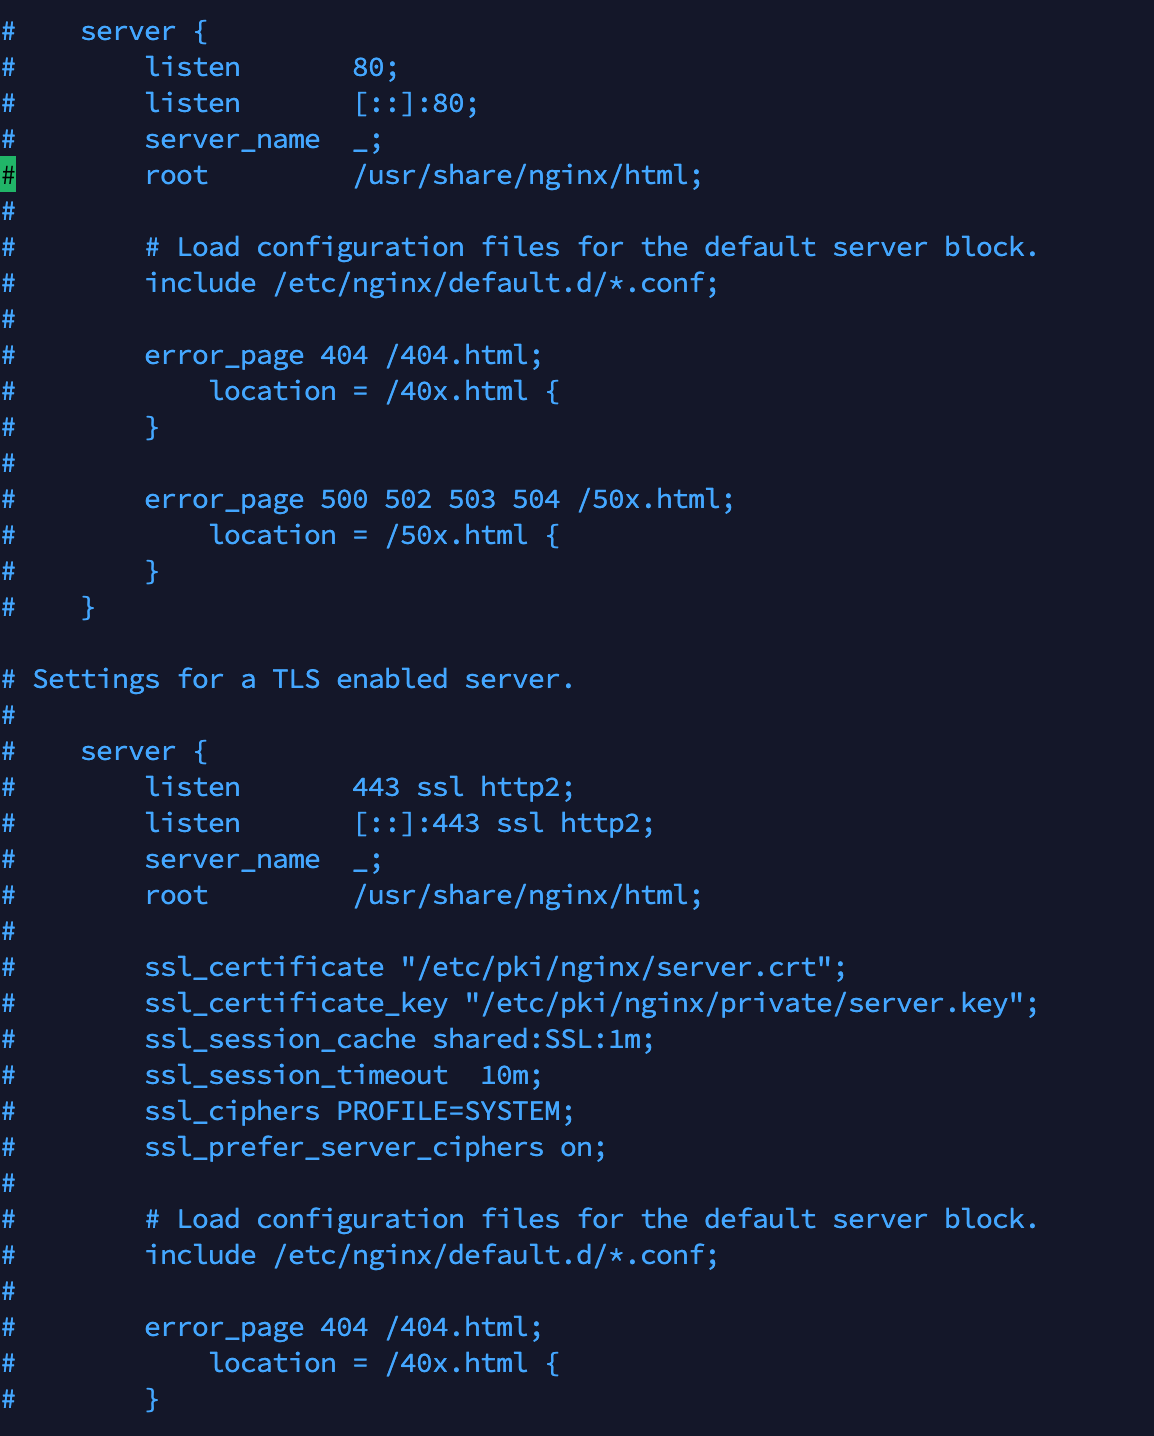 #    server {
#        listen       80;
#        listen       [::]:80;
#        server_name  _;
#        root         /usr/share/nginx/html;
#
#        # Load configuration files for the default server block.
#        include /etc/nginx/default.d/*.conf;
#
#        error_page 404 /404.html;
#            location = /40x.html {
#        }
#
#        error_page 500 502 503 504 /50x.html;
#            location = /50x.html {
#        }
#    }

# Settings for a TLS enabled server.
#
#    server {
#        listen       443 ssl http2;
#        listen       [::]:443 ssl http2;
#        server_name  _;
#        root         /usr/share/nginx/html;
#
#        ssl_certificate "/etc/pki/nginx/server.crt";
#        ssl_certificate_key "/etc/pki/nginx/private/server.key";
#        ssl_session_cache shared:SSL:1m;
#        ssl_session_timeout  10m;
#        ssl_ciphers PROFILE=SYSTEM;
#        ssl_prefer_server_ciphers on;
#
#        # Load configuration files for the default server block.
#        include /etc/nginx/default.d/*.conf;
#
#        error_page 404 /404.html;
#            location = /40x.html {
#        }